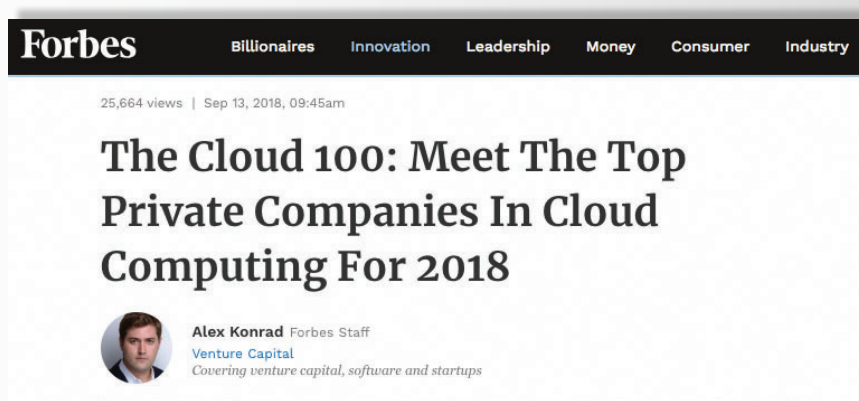 Forbes Billionaires Innovation Leadership Money Consumer Industry
25,664 views | Sep 13, 2018, 09:45am
The Cloud 100: Meet The Top
Private Companies In Cloud
Computing For 2018
Alex Konrad Forbes Staff
Venture Capital
Covering venture capital, software and startups